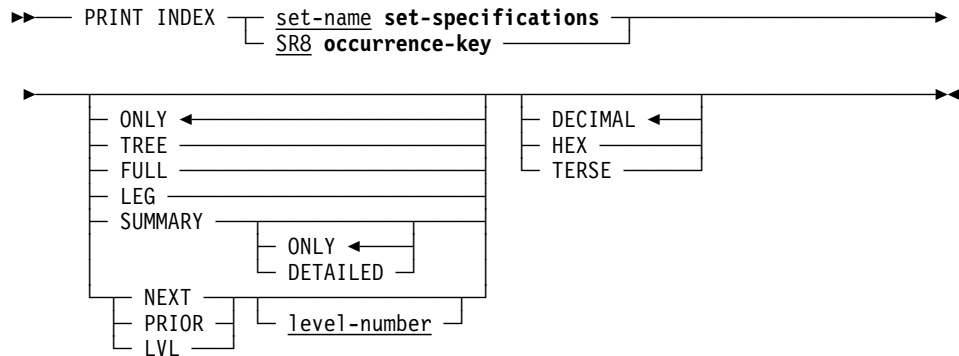 PRINT INDEX set-name set-specifications
SR8 occurrence-key
ONLY
TREE
FULL
LEG
SUMMARY
ONLY
DETAILED
NEXT
PRIOR
LVL
level-number
DECIMAL
HEX
TERSE